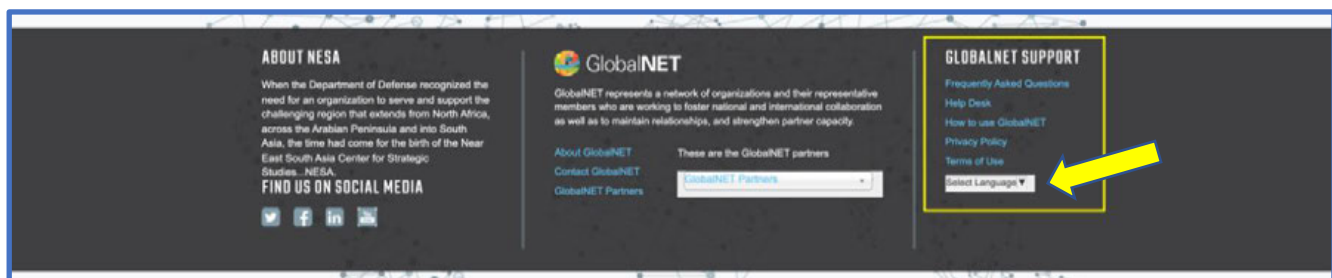 ABOUT NESA
When the Department of Defense recognized the
need for an organization to serve and support the
challenging region that extends from North Africa,
across the Arabian Peninsula and into South
Asia, the time had come for the birth of the Near
East South Asia Center for Strategic
Studies...NESA.
FIND US ON SOCIAL MEDIA
GlobalNET
GlobalNET represents a network of organizations and their representative
members who are working to foster national and international collaboration
as well as to maintain relationships, and strengthen partner capacity.
About GlobalNET
Contact GlobalNET
GlobalNET Partners
These are the GlobalNET partners
GlobalNET Partners
GLOBALNET SUPPORT
Frequently Asked Questions
Help Desk
How to use GlobalNET
Privacy Policy
Terms of Use
Select Language▼